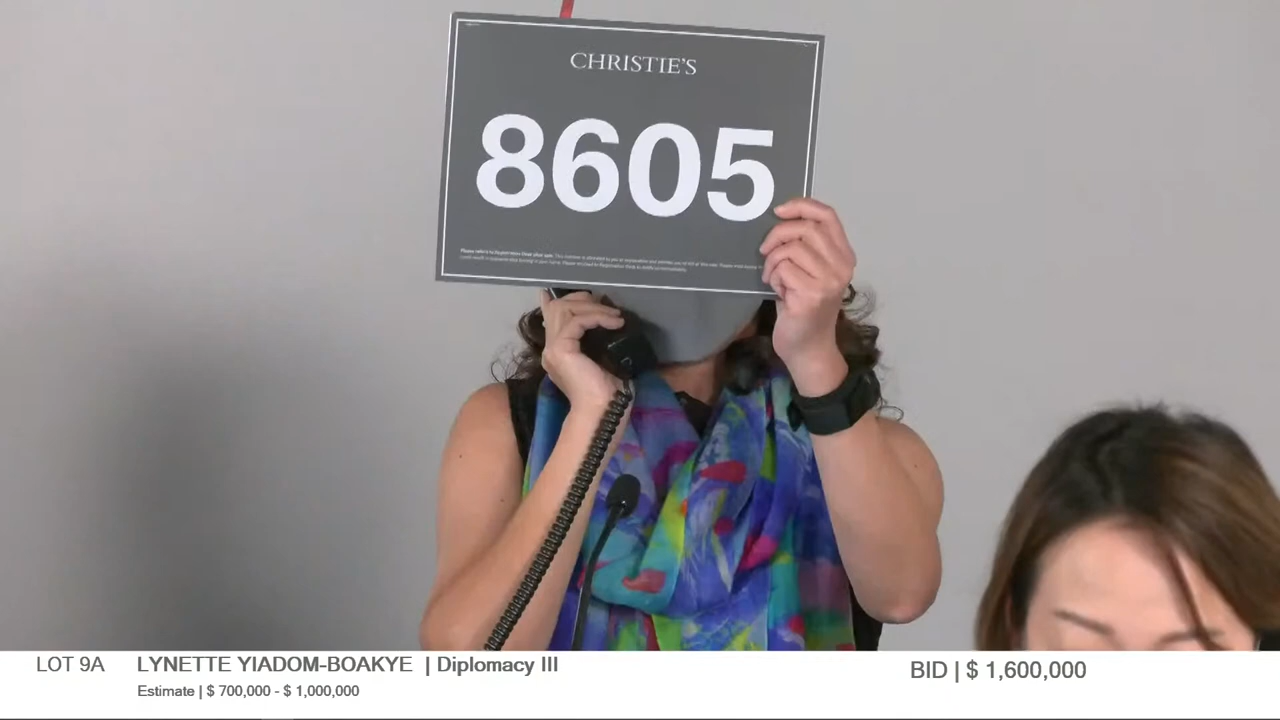 CHRISTIE'S
8605
LOT 9A LYNETTE YIADOM-BOAKYE | Diplomacy III BID | $ 1,600,000
Estimate | $ 700,000 - $ 1,000,000